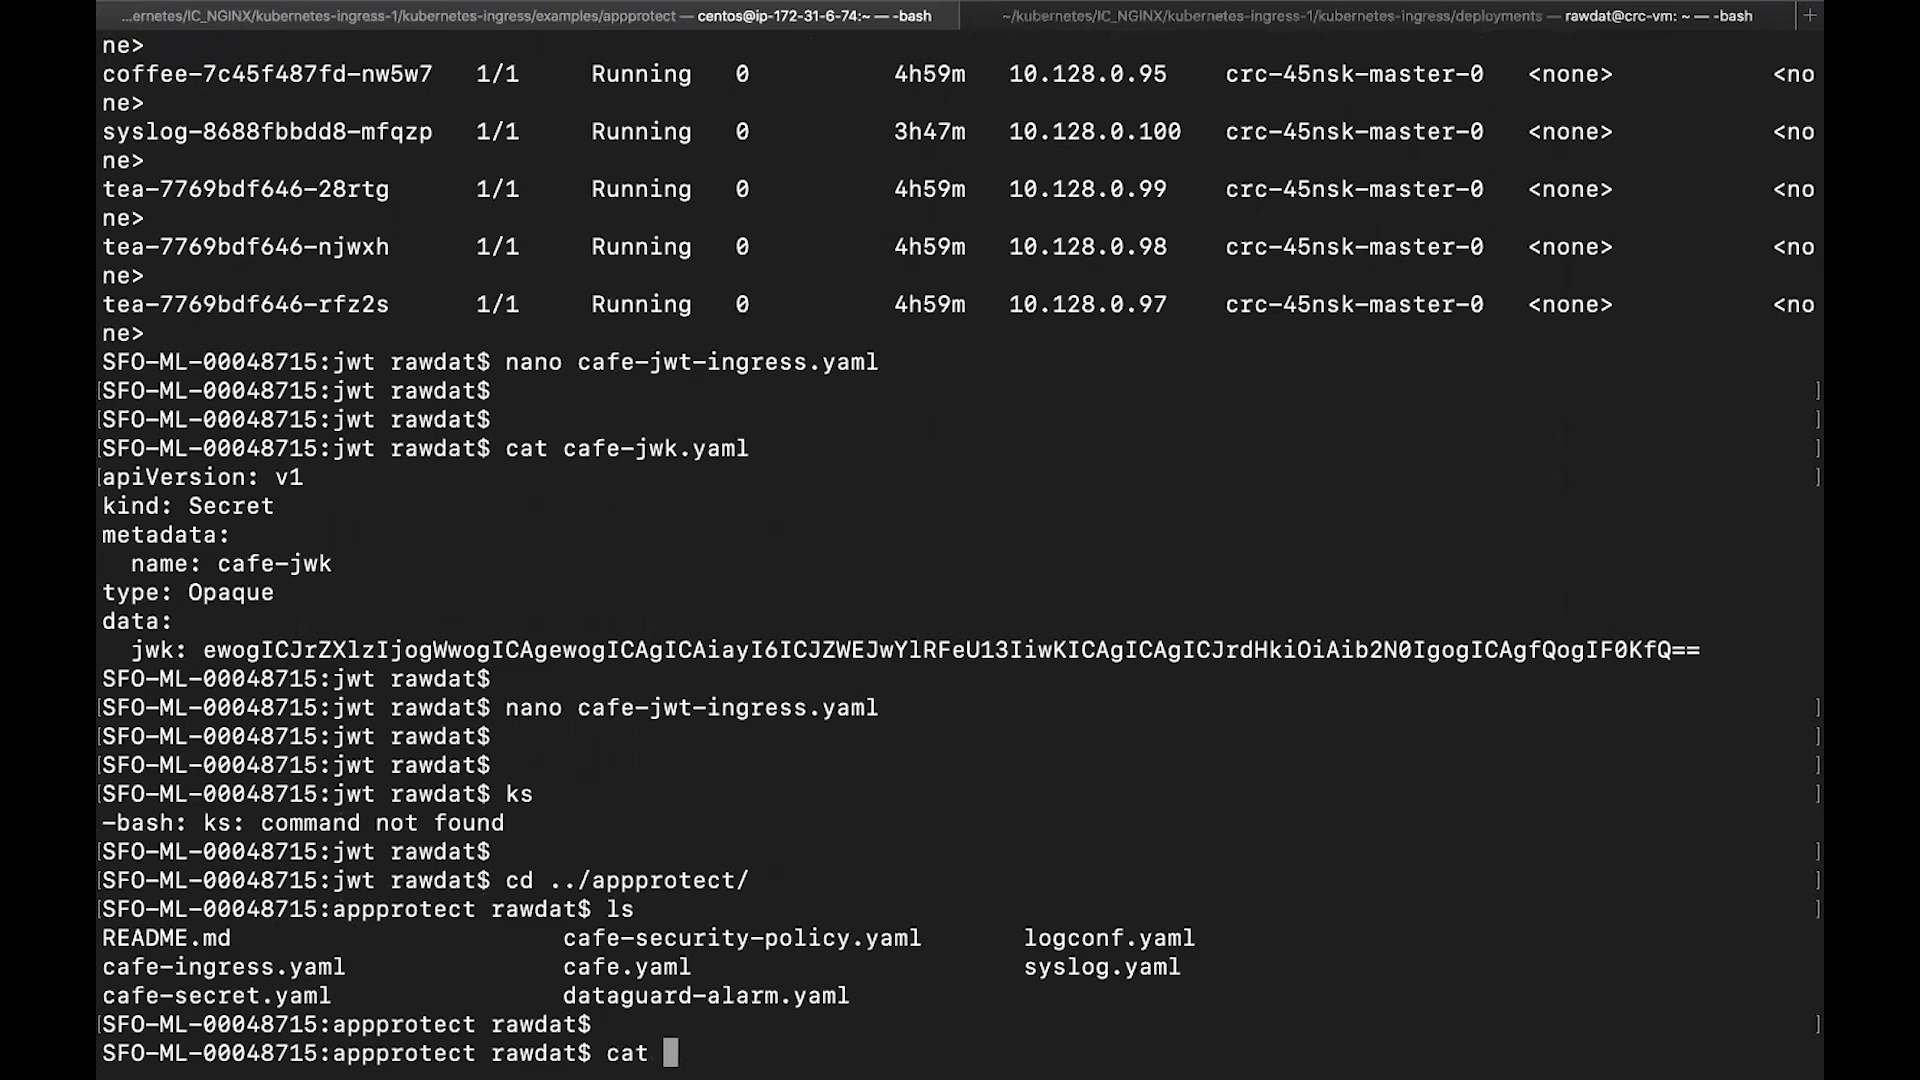 ...ernetes/IC_NGINX/kubernetes-ingress-1/kubernetes-ingress/examples/appprotect — centos@ip-172-31-6-74:~ — -bash
~/kubernetes/IC_NGINX/kubernetes-ingress-1/kubernetes-ingress/deployments — rawdat@crc-vm: ~ — -bash +
ne>
coffee-7c45f487fd-nw5w7 1/1 Running 0 4h59m 10.128.0.95 crc-45nsk-master-0 <none> <no
ne>
syslog-8688fbbdd8-mfqzp 1/1 Running 0 3h47m 10.128.0.100 crc-45nsk-master-0 <none> <no
ne>
tea-7769bdf646-28rtg 1/1 Running 0 4h59m 10.128.0.99 crc-45nsk-master-0 <none> <no
ne>
tea-7769bdf646-njwxh 1/1 Running 0 4h59m 10.128.0.98 crc-45nsk-master-0 <none> <no
ne>
tea-7769bdf646-rfz2s 1/1 Running 0 4h59m 10.128.0.97 crc-45nsk-master-0 <none> <no
ne>
SFO-ML-00048715:jwt rawdat$ nano cafe-jwt-ingress.yaml
[SFO-ML-00048715:jwt rawdat$ ]
[SFO-ML-00048715:jwt rawdat$ ]
[SFO-ML-00048715:jwt rawdat$ cat cafe-jwk.yaml ]
[apiVersion: v1 ]
kind: Secret
metadata:
  name: cafe-jwk
type: Opaque
data:
  jwk: ewogICJrZXlzIjogWwogICAgewogICAgICAiayI6ICJZWEJwYlRFeU13IiwKICAgICAgICJrdHkiOiAib2N0IgogICAgfQogIF0KfQ==
SFO-ML-00048715:jwt rawdat$
[SFO-ML-00048715:jwt rawdat$ nano cafe-jwt-ingress.yaml ]
[SFO-ML-00048715:jwt rawdat$ ]
[SFO-ML-00048715:jwt rawdat$ ]
[SFO-ML-00048715:jwt rawdat$ ks ]
-bash: ks: command not found
[SFO-ML-00048715:jwt rawdat$ ]
[SFO-ML-00048715:jwt rawdat$ cd ../appprotect/ ]
[SFO-ML-00048715:appprotect rawdat$ ls ]
README.md cafe-security-policy.yaml logconf.yaml
cafe-ingress.yaml cafe.yaml syslog.yaml
cafe-secret.yaml dataguard-alarm.yaml
[SFO-ML-00048715:appprotect rawdat$ ]
SFO-ML-00048715:appprotect rawdat$ cat